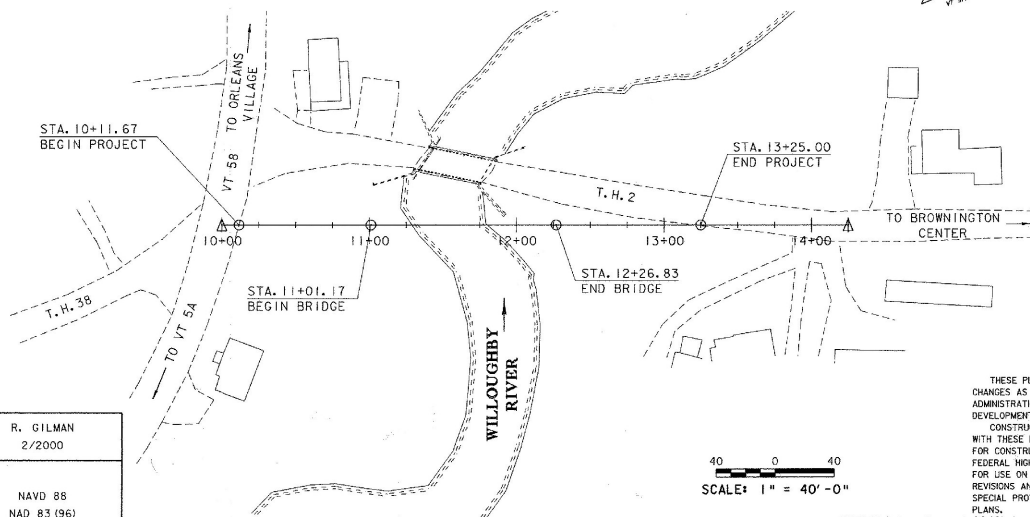 STA. 10+11.67
BEGIN PROJECT
VT 58 TO ORLEANS
VILLAGE
STA. 13+25.00
END PROJECT
T.H.2
10+00
11+00
12+00
13+00
14+00
TO BROWNINGTON
CENTER
STA. 11+01.17
BEGIN BRIDGE
STA. 12+26.83
END BRIDGE
T.H.38
TO VT 5A
WILLOUGHBY
RIVER
R. GILMAN
2/2000
NAVD 88
NAD 83 (96)
40 0 40
SCALE: 1" = 40'-0"
THESE
CHANGES AS
ADMINISTRATI
DEVELOPMENT
CONSTRU
WITH THESE
FOR CONSTR
FEDERAL HIGH
FOR USE ON
REVISIONS AN
SPECIAL PRO
PLANS.